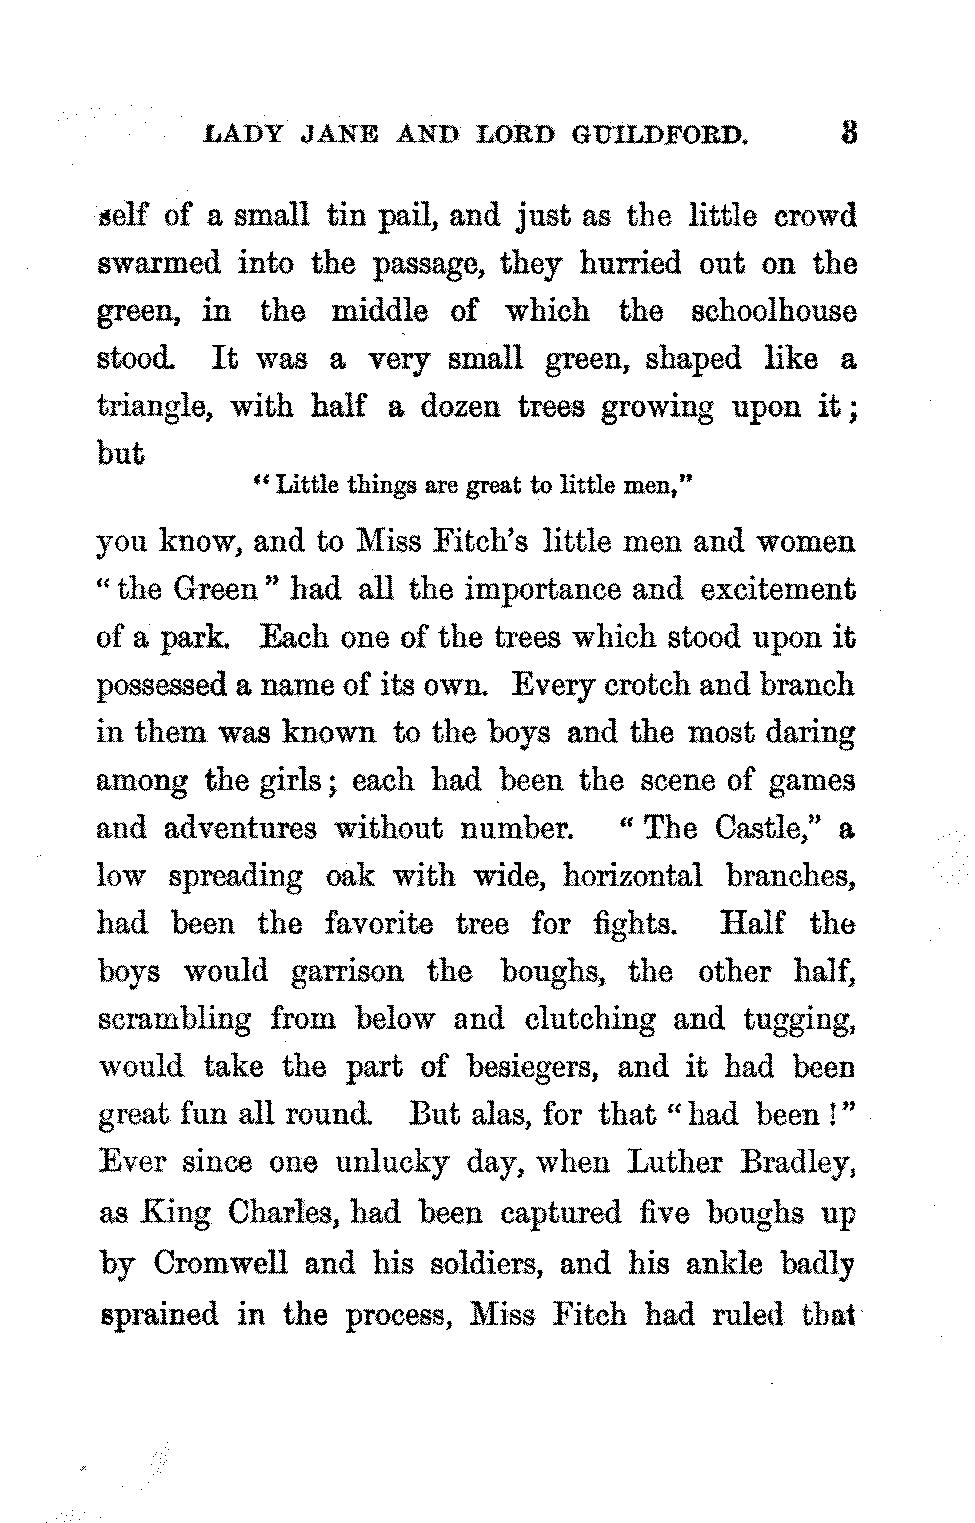 LADY JANE AND LORD GUILDFORD. 3
self of a small tin pail, and just as the little crowd
swarmed into the passage, they hurried out on the
green, in the middle of which the schoolhouse
stood. It was a very small green, shaped like a
triangle, with half a dozen trees growing upon it;
but
"Little things are great to little men,"
you know, and to Miss Fitch's little men and women
"the Green" had all the importance and excitement
of a park. Each one of the trees which stood upon it
possessed a name of its own. Every crotch and branch
in them was known to the boys and the most daring
among the girls; each had been the scene of games
and adventures without number. "The Castle," a
low spreading oak with wide, horizontal branches,
had been the favorite tree for fights. Half the
boys would garrison the boughs, the other half,
scrambling from below and clutching and tugging,
would take the part of besiegers, and it had been
great fun all round. But alas, for that "had been!"
Ever since one unlucky day, when Luther Bradley,
as King Charles, had been captured five boughs up
by Cromwell and his soldiers, and his ankle badly
sprained in the process, Miss Fitch had ruled that